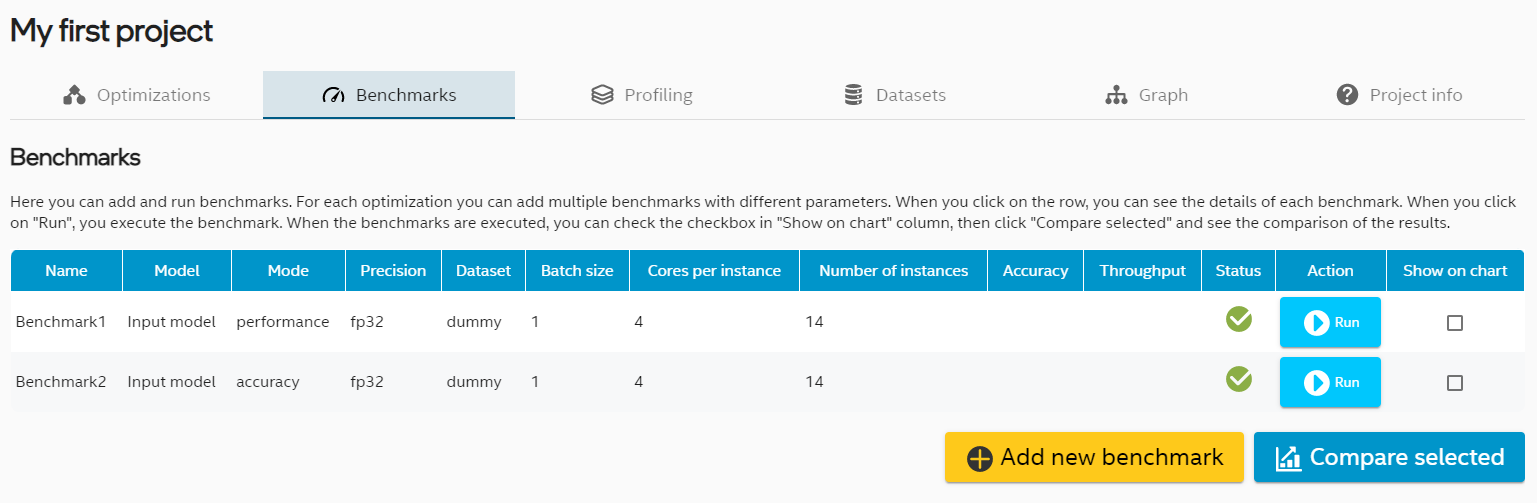 My first project
Optimizations Benchmarks Profiling Datasets Graph Project info
Benchmarks
Here you can add and run benchmarks. For each optimization you can add multiple benchmarks with different parameters. When you click on the row, you can see the details of each benchmark. When you click
on "Run", you execute the benchmark. When the benchmarks are executed, you can check the checkbox in "Show on chart" column, then click "Compare selected" and see the comparison of the results.
Name Model Mode Precision Dataset Batch size Cores per instance Number of instances Accuracy Throughput Status Action Show on chart
Benchmark1 Input model performance fp32 dummy 1 4 14 Run
Benchmark2 Input model accuracy fp32 dummy 1 4 14 Run
Add new benchmark Compare selected